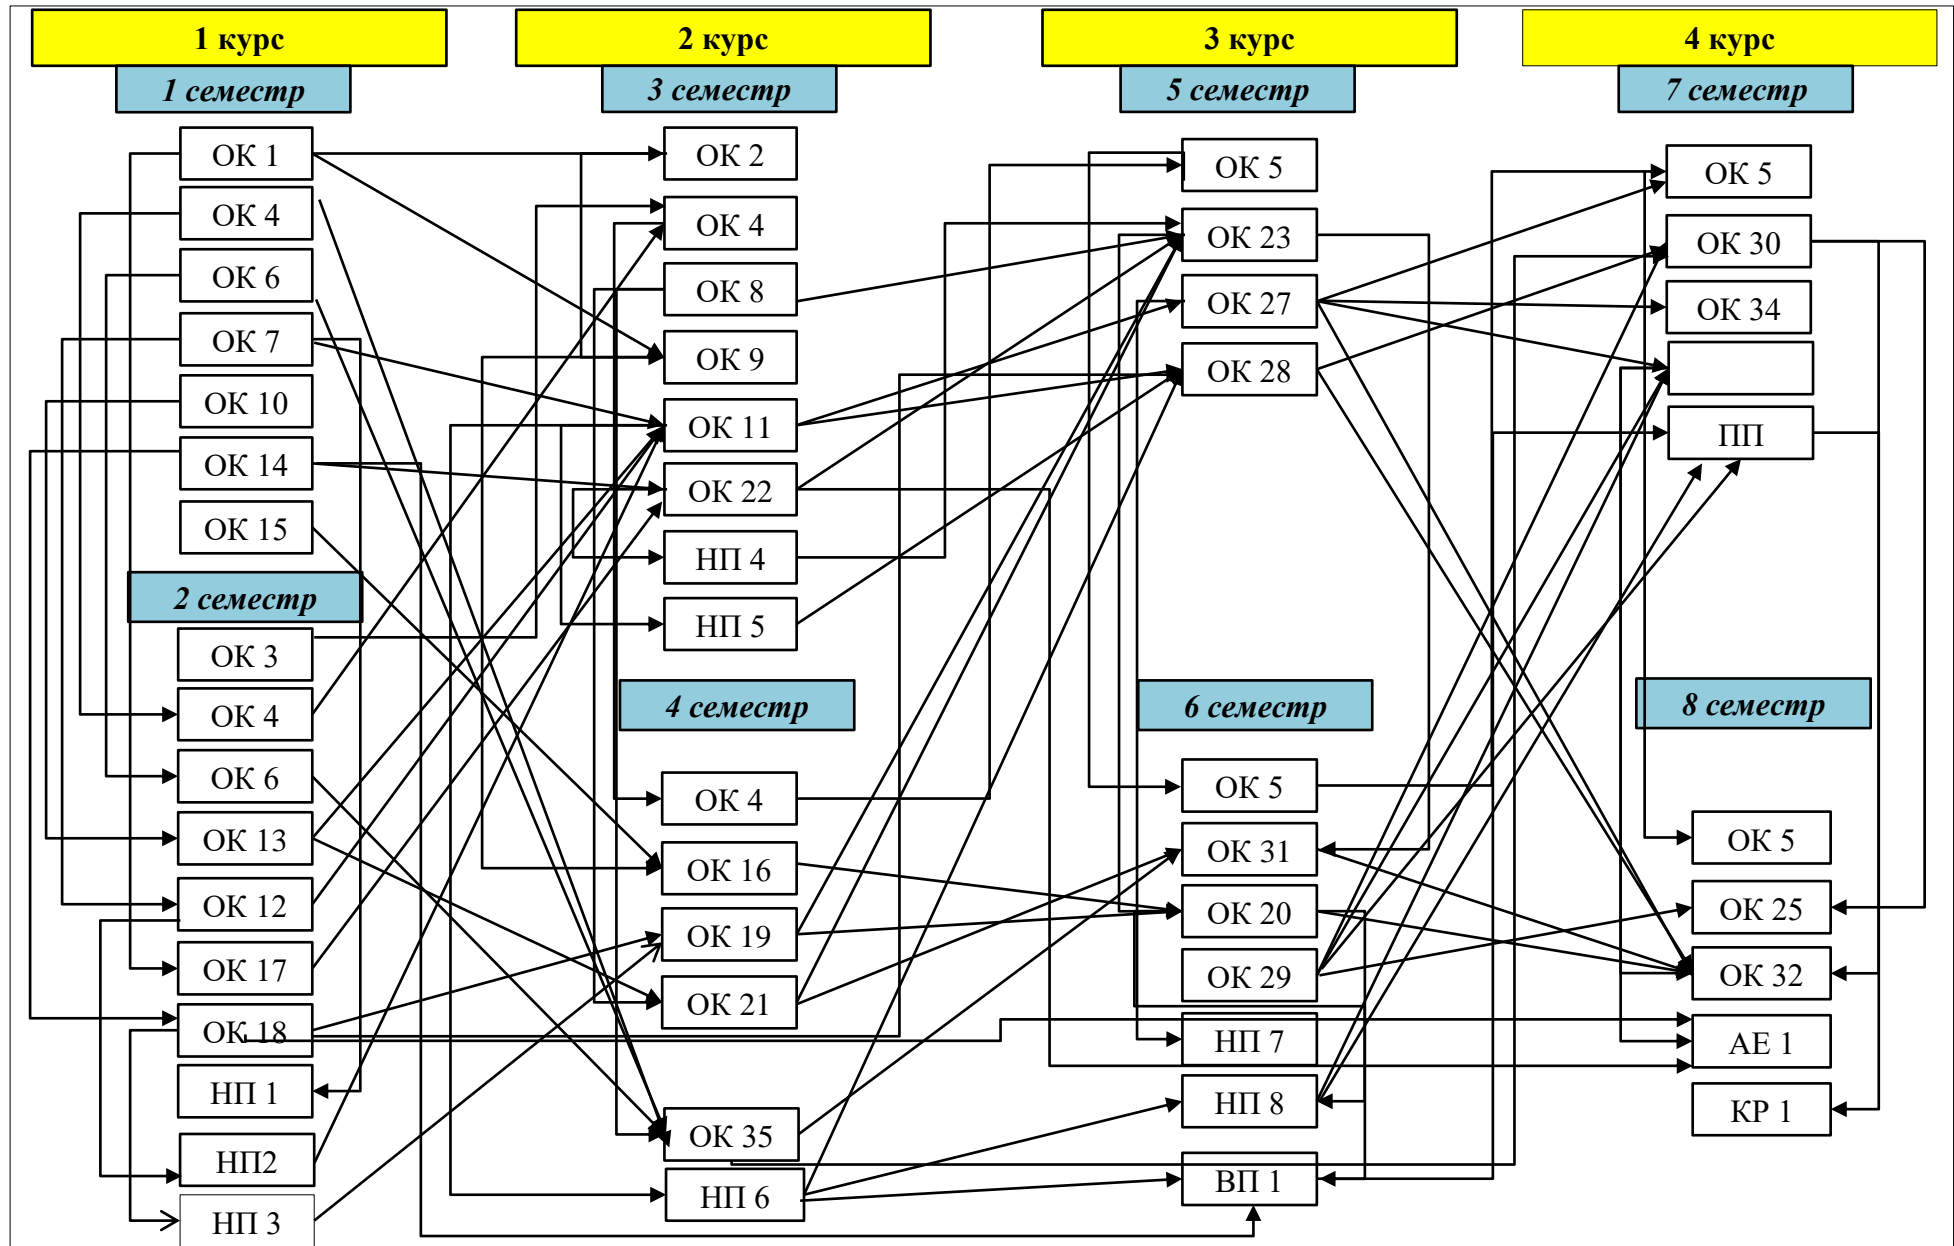 1 курс
1 семестр
ОК 1
ОК 4
ОК 6
ОК 7
ОК 10
ОК 14
ОК 15
2 семестр
ОК 3
ОК 4
ОК 6
ОК 13
ОК 12
ОК 17
ОК 18
НП 1
НП2
НП 3
2 курс
3 семестр
ОК 2
ОК 4
ОК 8
ОК 9
ОК 11
ОК 22
НП 4
НП 5
4 семестр
ОК 4
ОК 16
ОК 19
ОК 21
ОК 35
НП 6
3 курс
5 семестр
ОК 5
ОК 23
ОК 27
ОК 28
6 семестр
ОК 5
ОК 31
ОК 20
ОК 29
НП 7
НП 8
ВП 1
4 курс
7 семестр
ОК 5
ОК 30
ОК 34
ПП
8 семестр
ОК 5
ОК 25
ОК 32
АЕ 1
КР 1